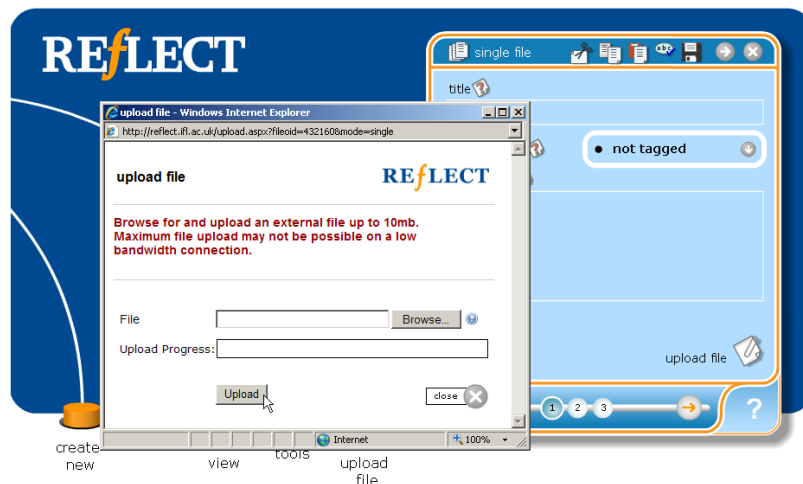 REfLECT
single file
title
upload file - Windows Internet Explorer
http://reflect.ifl.ac.uk/upload.aspx?fileoid=432160&mode=single
upload file
REfLECT
not tagged
Browse for and upload an external file up to 10mb.
Maximum file upload may not be possible on a low
bandwidth connection.
File
Browse...
Upload Progress:
upload file
Upload
close
1 2 3
?
Internet
100%
create
new
view
tools
upload
file